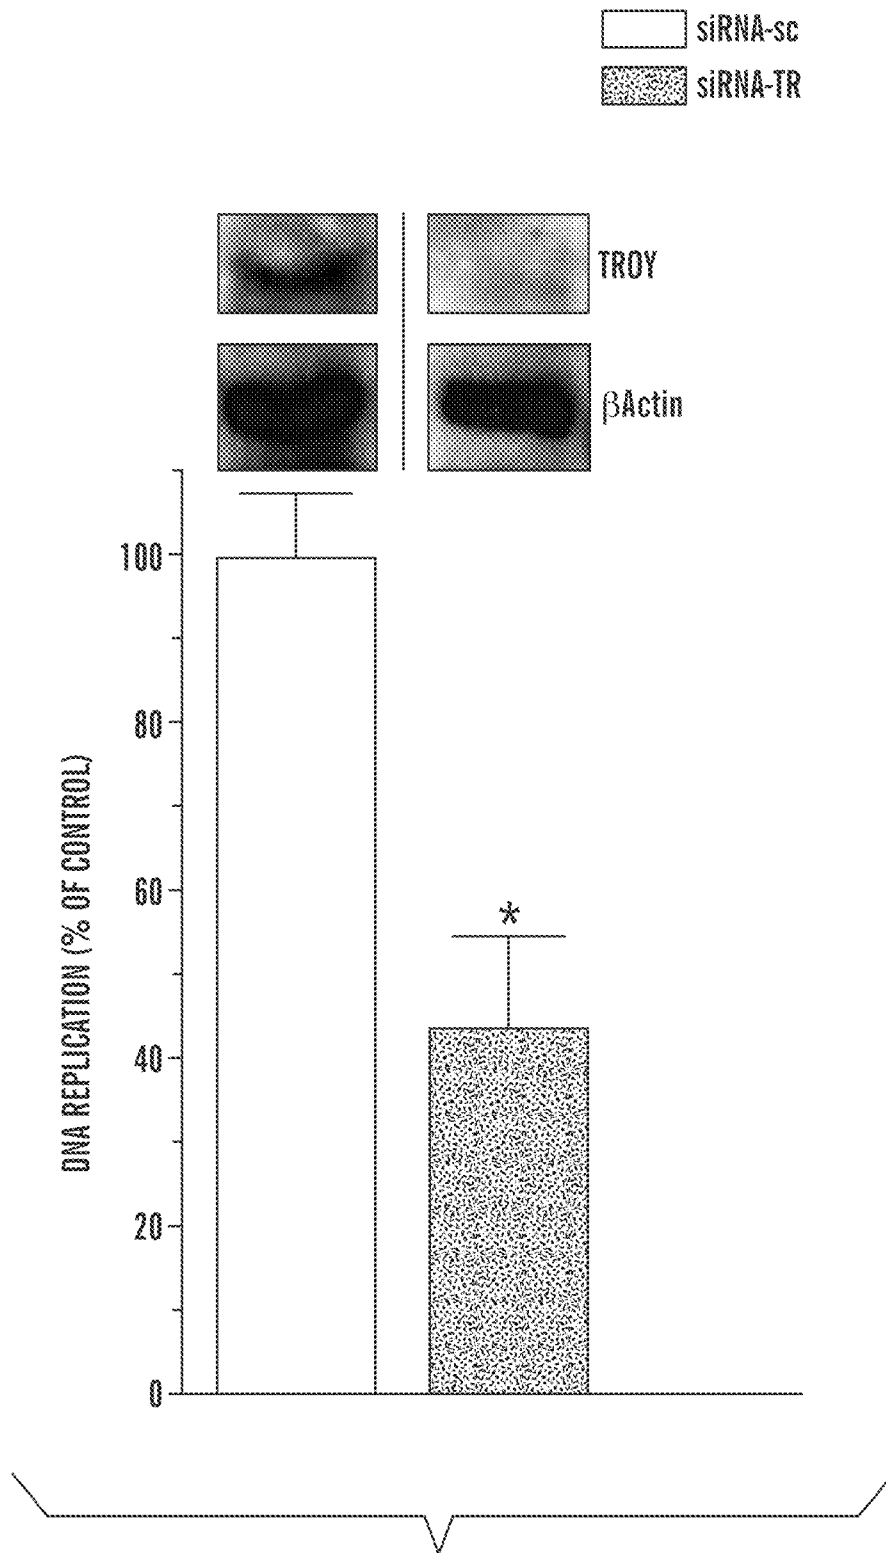 siRNA-sc
siRNA-TR
TROY
βActin
100
80
60
40
20
0
DNA REPLICATION (% OF CONTROL)
*